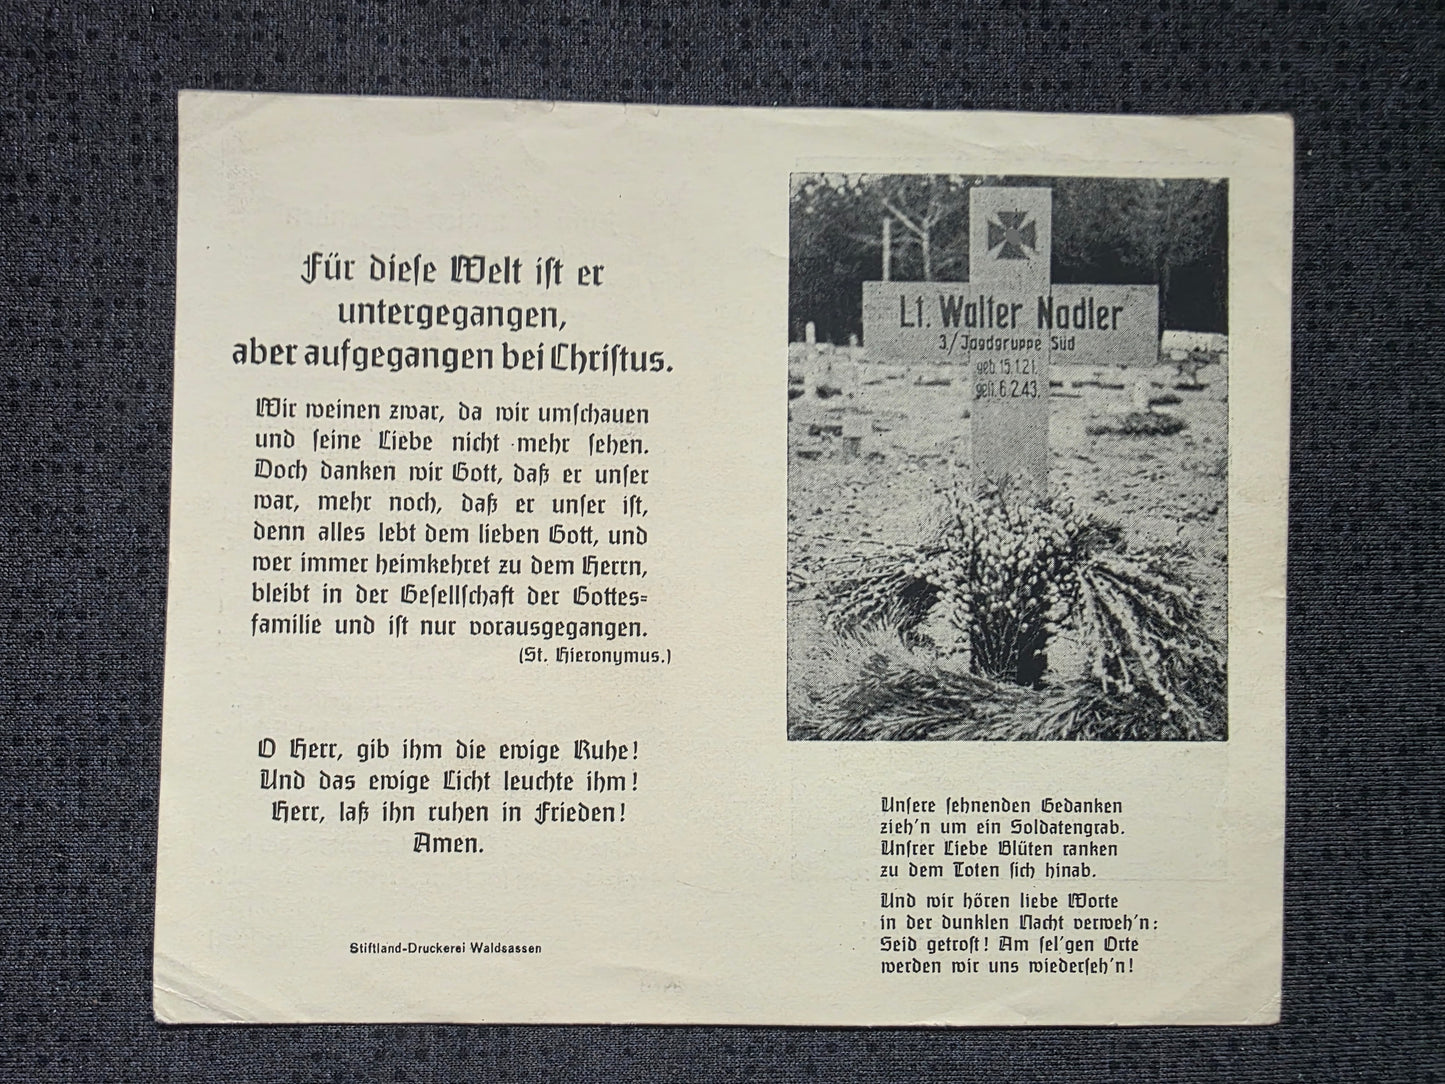 Für diese Welt ist er
untergegangen,
aber aufgegangen bei Christus.
Wir weinen zwar, da wir umschauen
und seine Liebe nicht mehr sehen.
Doch danken wir Gott, daß er unser
war, mehr noch, daß er unser ist,
denn alles lebt dem lieben Gott, und
wer immer heimkehret zu dem Herrn,
bleibt in der Gesellschaft der Gottes=
familie und ist nur vorausgegangen.
(St. Hieronymus.)
O Herr, gib ihm die ewige Ruhe!
Und das ewige Licht leuchte ihm!
Herr, laß ihn ruhen in Frieden!
Amen.
Stiftland-Druckerei Waldsassen
Lt. Walter Nadler
3./Jagdgruppe Süd
geb. 15.1.21.
gefl. 6.2.43.
Unsere sehnenden Gedanken
zieh'n um ein Soldatengrab.
Unsrer Liebe Blüten ranken
zu dem Toten sich hinab.
Und wir hören liebe Worte
in der dunklen Nacht verweh'n:
Seid getrost! Am sel'gen Orte
werden wir uns wiederseh'n!